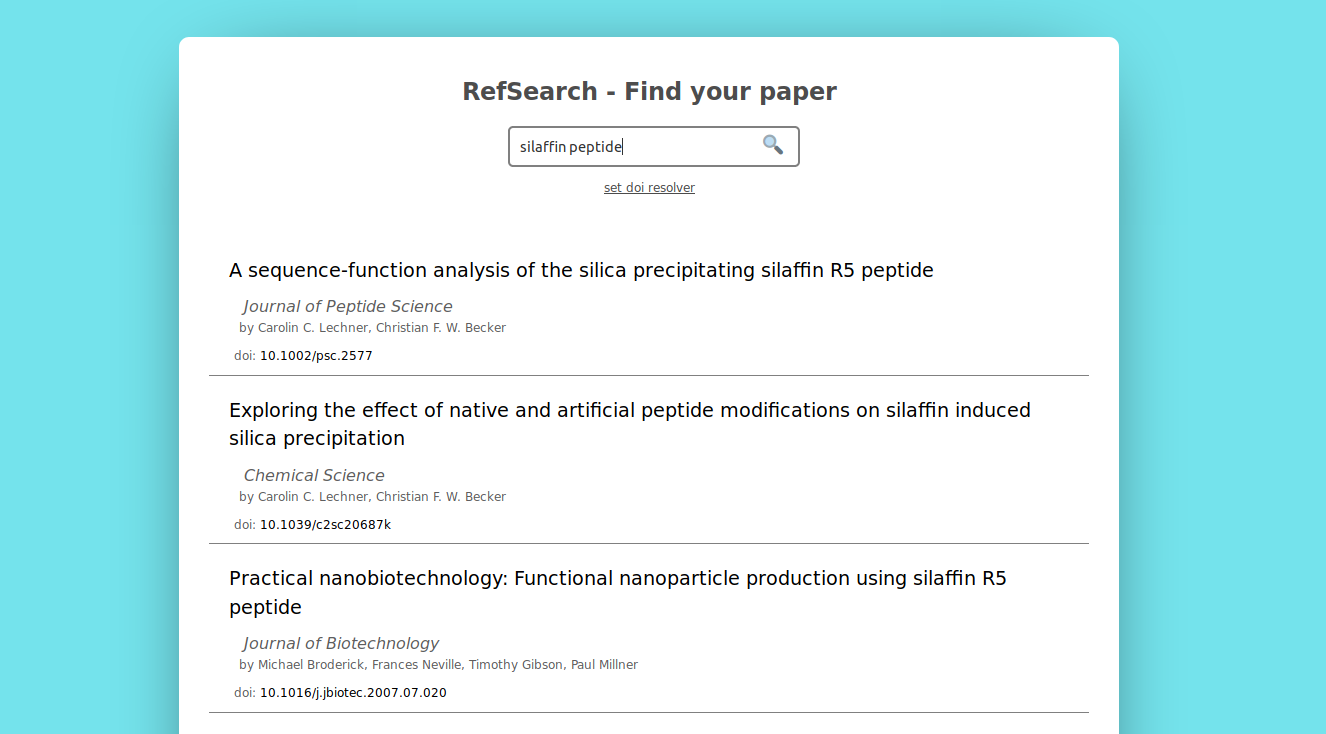 RefSearch - Find your paper
silaffin peptide
set doi resolver
A sequence-function analysis of the silica precipitating silaffin R5 peptide
Journal of Peptide Science
by Carolin C. Lechner, Christian F. W. Becker
doi: 10.1002/psc.2577
Exploring the effect of native and artificial peptide modifications on silaffin induced
silica precipitation
Chemical Science
by Carolin C. Lechner, Christian F. W. Becker
doi: 10.1039/c2sc20687k
Practical nanobiotechnology: Functional nanoparticle production using silaffin R5
peptide
Journal of Biotechnology
by Michael Broderick, Frances Neville, Timothy Gibson, Paul Millner
doi: 10.1016/j.jbiotec.2007.07.020